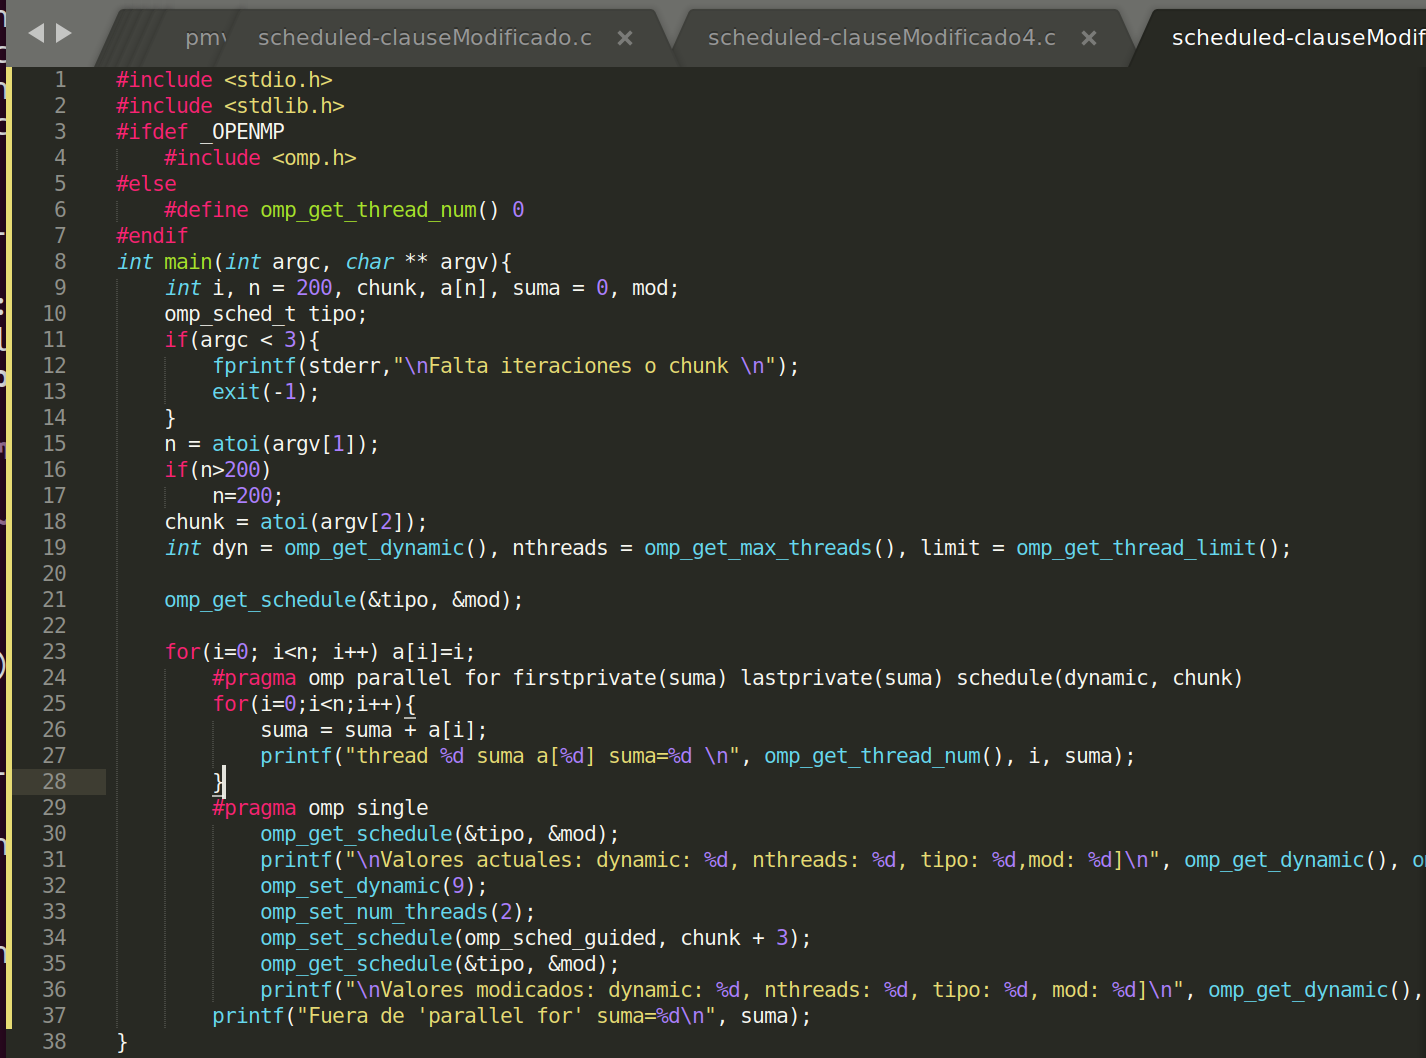 pmv scheduled-clauseModificado.c × scheduled-clauseModificado4.c × scheduled-clauseModif
1 #include <stdio.h>
2 #include <stdlib.h>
3 #ifdef _OPENMP
4 #include <omp.h>
5 #else
6 #define omp_get_thread_num() 0
7 #endif
8 int main(int argc, char ** argv){
9 int i, n = 200, chunk, a[n], suma = 0, mod;
10 omp_sched_t tipo;
11 if(argc < 3){
12 fprintf(stderr,"\nFalta iteraciones o chunk \n");
13 exit(-1);
14 }
15 n = atoi(argv[1]);
16 if(n>200)
17 n=200;
18 chunk = atoi(argv[2]);
19 int dyn = omp_get_dynamic(), nthreads = omp_get_max_threads(), limit = omp_get_thread_limit();
20
21 omp_get_schedule(&tipo, &mod);
22
23 for(i=0; i<n; i++) a[i]=i;
24 #pragma omp parallel for firstprivate(suma) lastprivate(suma) schedule(dynamic, chunk)
25 for(i=0;i<n;i++){
26 suma = suma + a[i];
27 printf("thread %d suma a[%d] suma=%d \n", omp_get_thread_num(), i, suma);
28 }
29 #pragma omp single
30 omp_get_schedule(&tipo, &mod);
31 printf("\nValores actuales: dynamic: %d, nthreads: %d, tipo: %d,mod: %d]\n", omp_get_dynamic(), o
32 omp_set_dynamic(9);
33 omp_set_num_threads(2);
34 omp_set_schedule(omp_sched_guided, chunk + 3);
35 omp_get_schedule(&tipo, &mod);
36 printf("\nValores modicados: dynamic: %d, nthreads: %d, tipo: %d, mod: %d]\n", omp_get_dynamic(),
37 printf("Fuera de 'parallel for' suma=%d\n", suma);
38 }